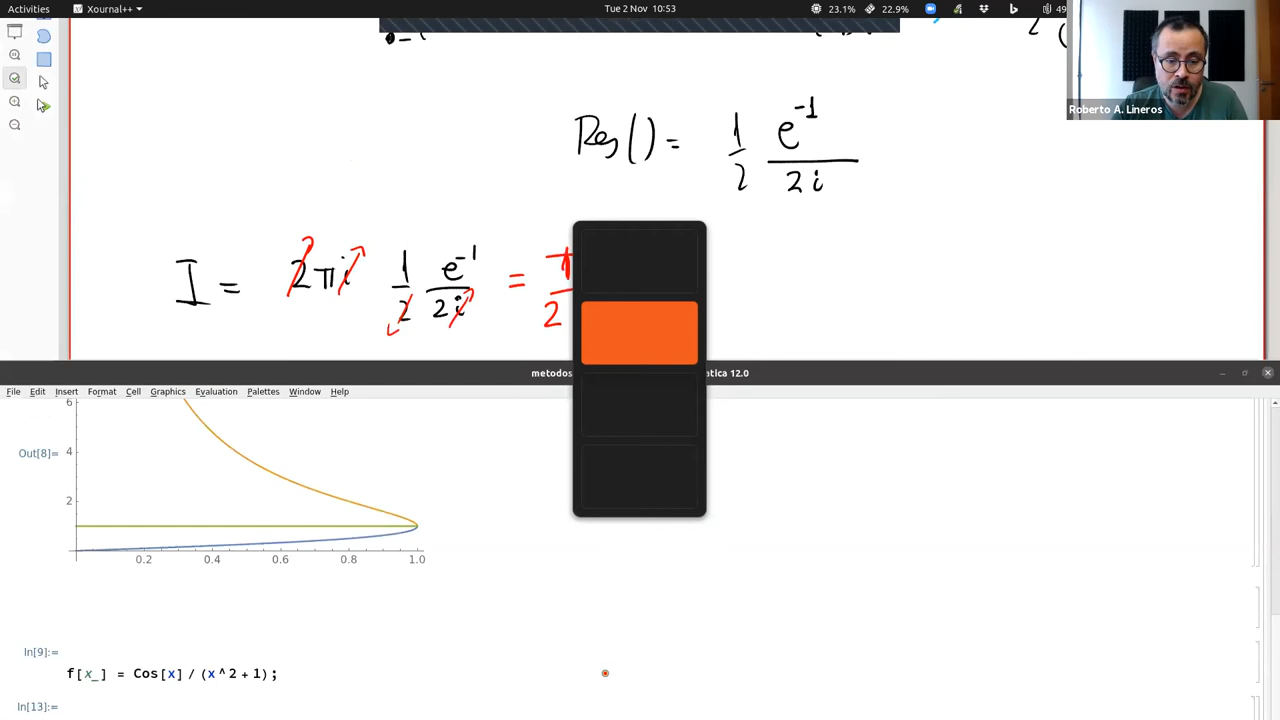 Activities Xournal++ Tue 2 Nov 10:53 23.1% 22.9% 49
Roberto A. Lineros
Res() = 1/2 e^-1/2i
I = 2πi 1/2 e^-1/2i = π/2
metodos
atica 12.0
File Edit Insert Format Cell Graphics Evaluation Palettes Window Help
6
Out[8]= 4
2
0.2 0.4 0.6 0.8 1.0
In[9]:=
f[x_] = Cos[x] / (x^2 + 1);
In[13]:=